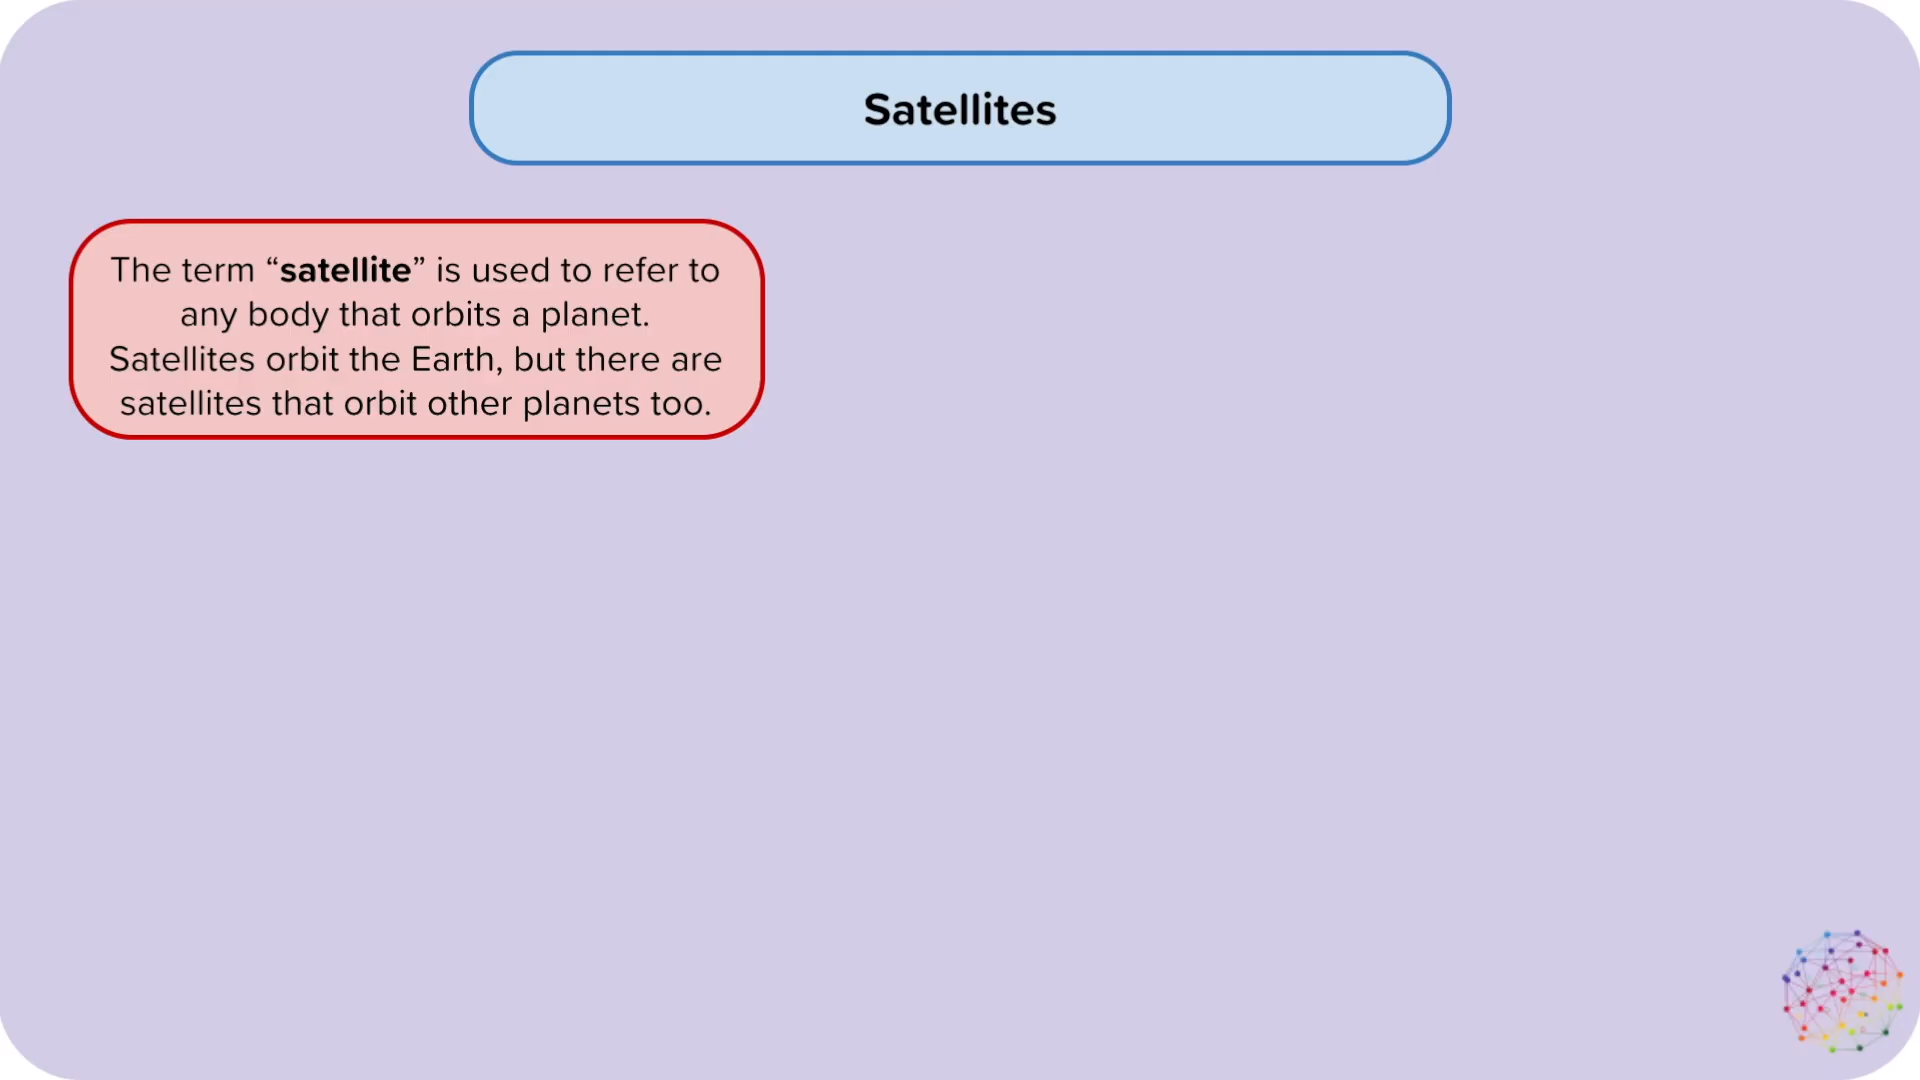 Satellites
The term “satellite” is used to refer to
any body that orbits a planet.
Satellites orbit the Earth, but there are
satellites that orbit other planets too.